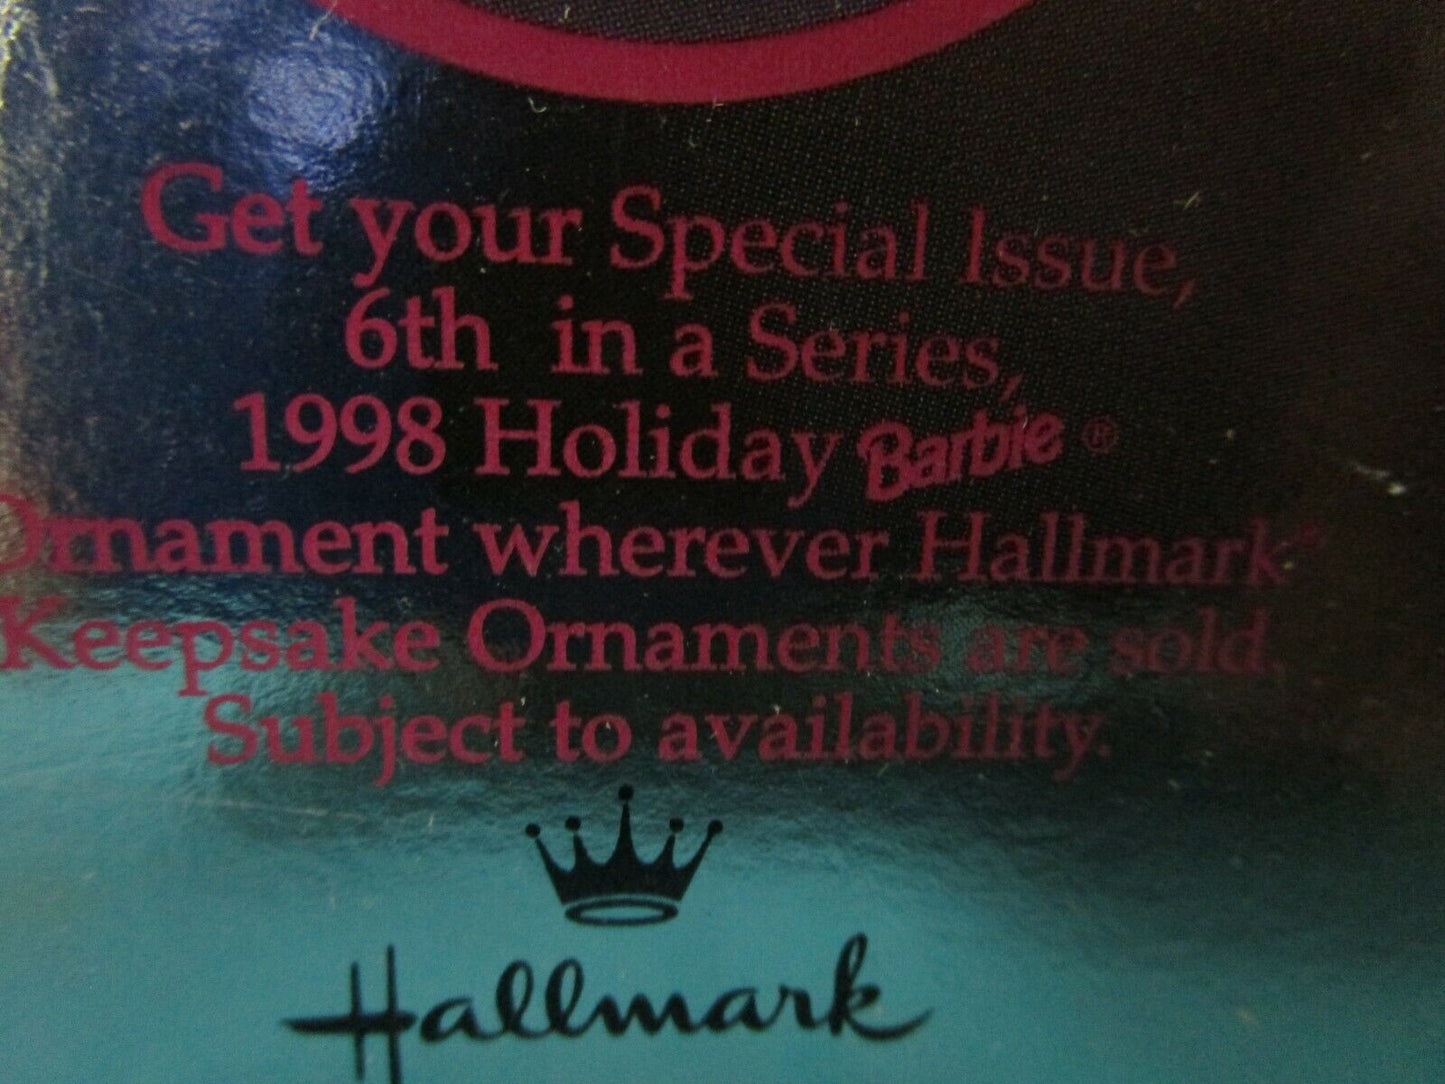 Get your Special Issue,
6th in a Series,
1998 Holiday Barbie®
Ornament wherever Hallmark®
Keepsake Ornaments are sold.
Subject to availability.
Hallmark